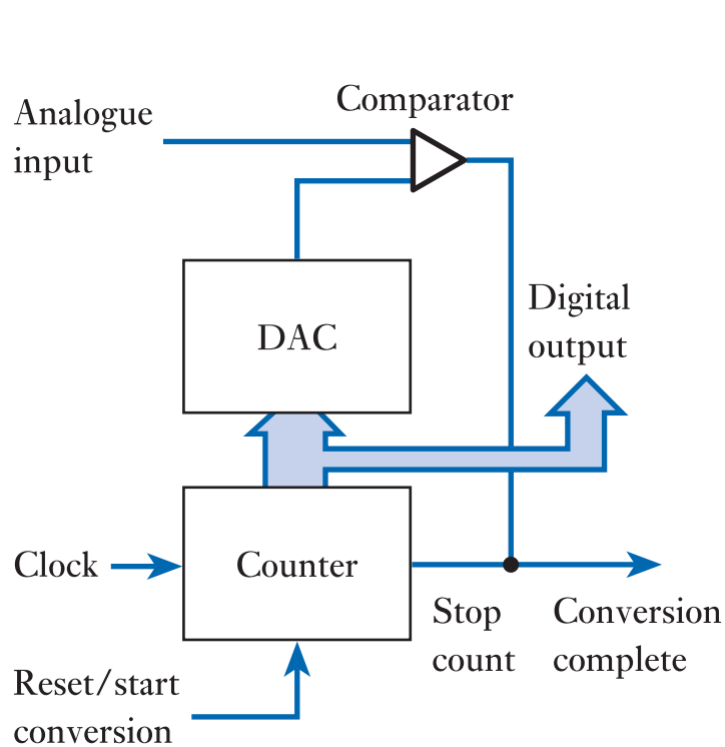 Comparator
Analogue
input
DAC
Digital
output
Clock
Counter
Stop
count
Conversion
complete
Reset/start
conversion